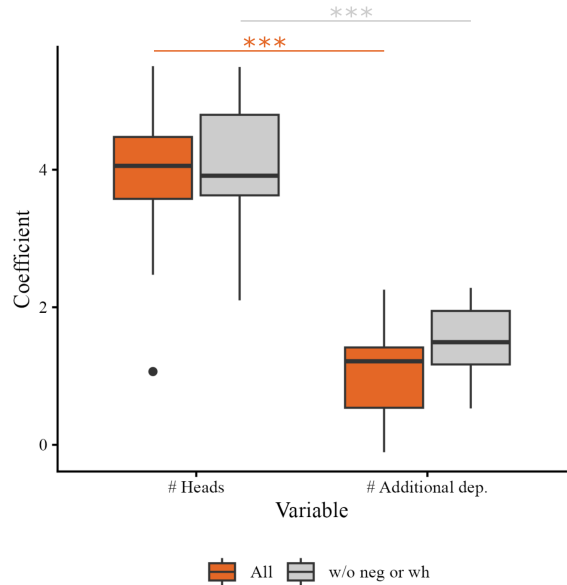 ***
***
4
2
0
Coefficient
# Heads
# Additional dep.
Variable
All
w/o neg or wh